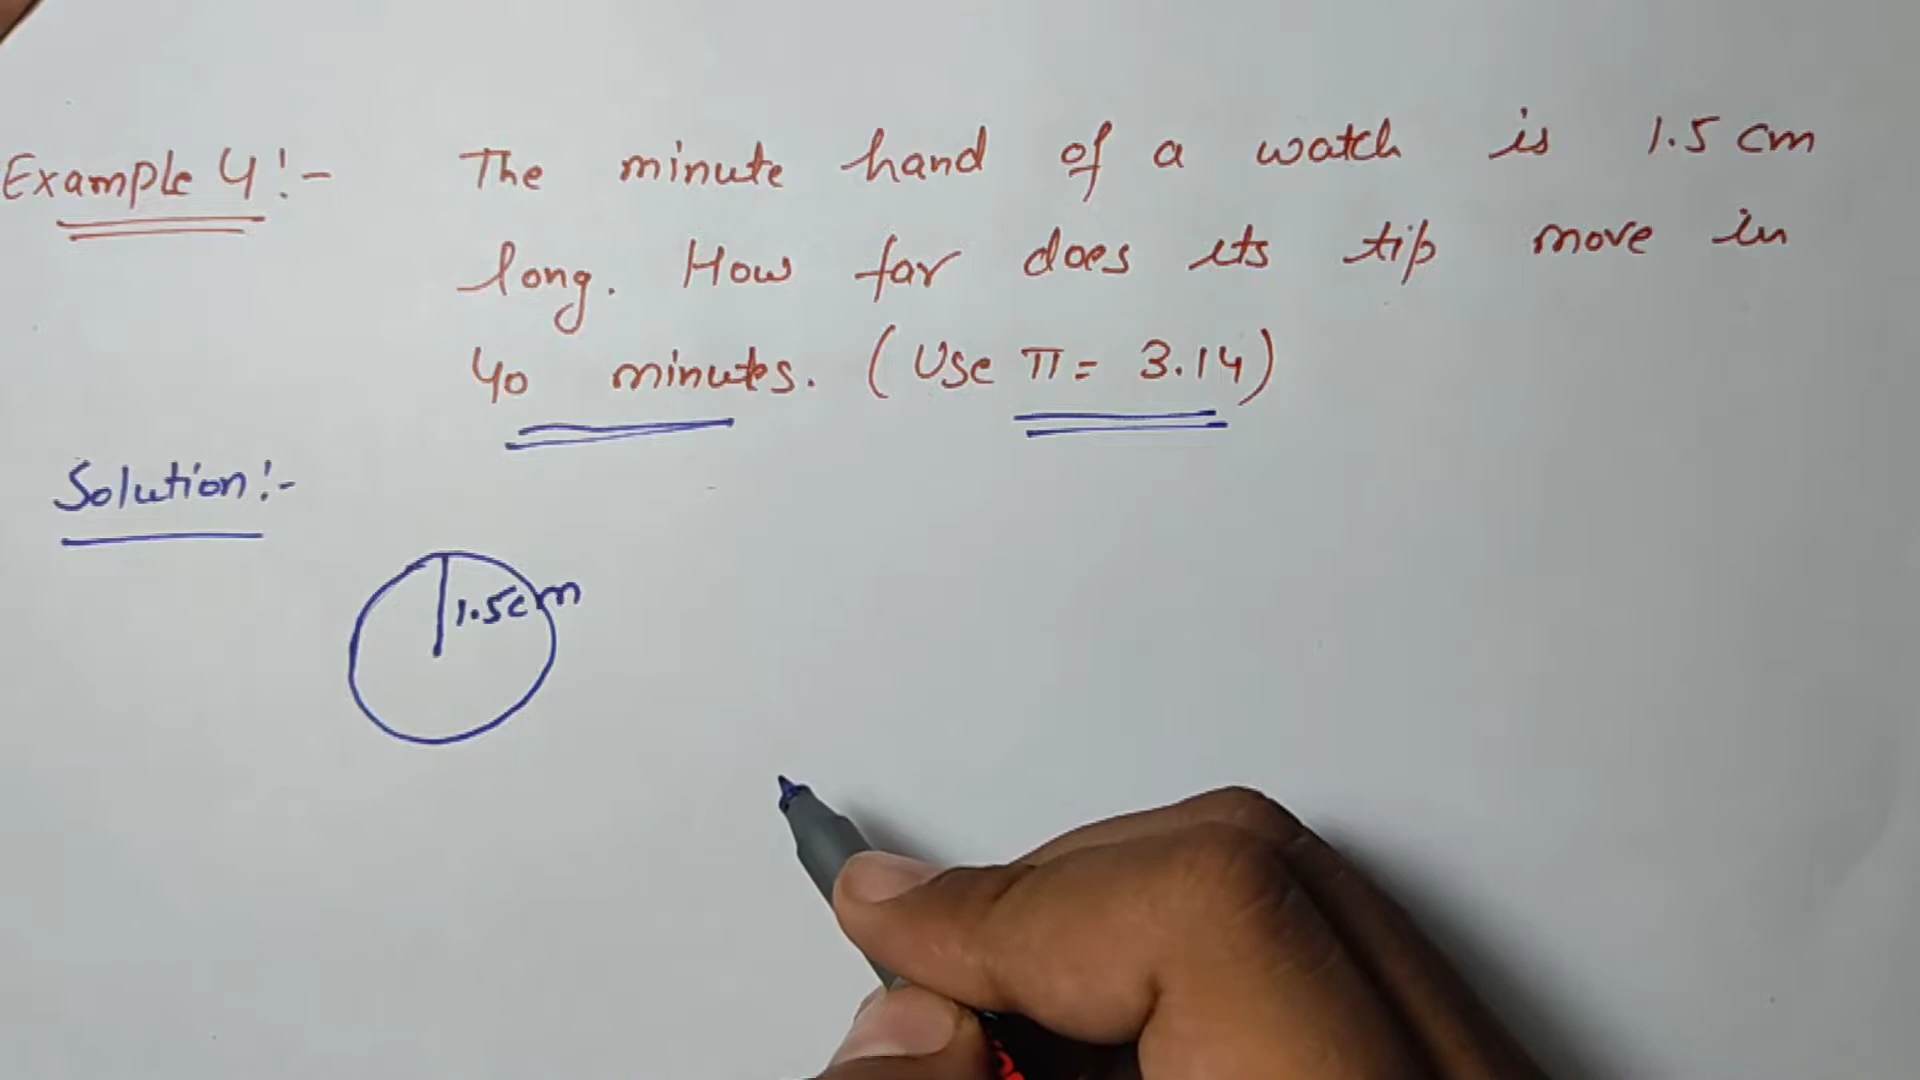 Example 4:- The minute hand of a watch is 1.5 cm
long. How far does its tip move in
40 minutes. (Use π = 3.14)
Solution:-
1.5cm